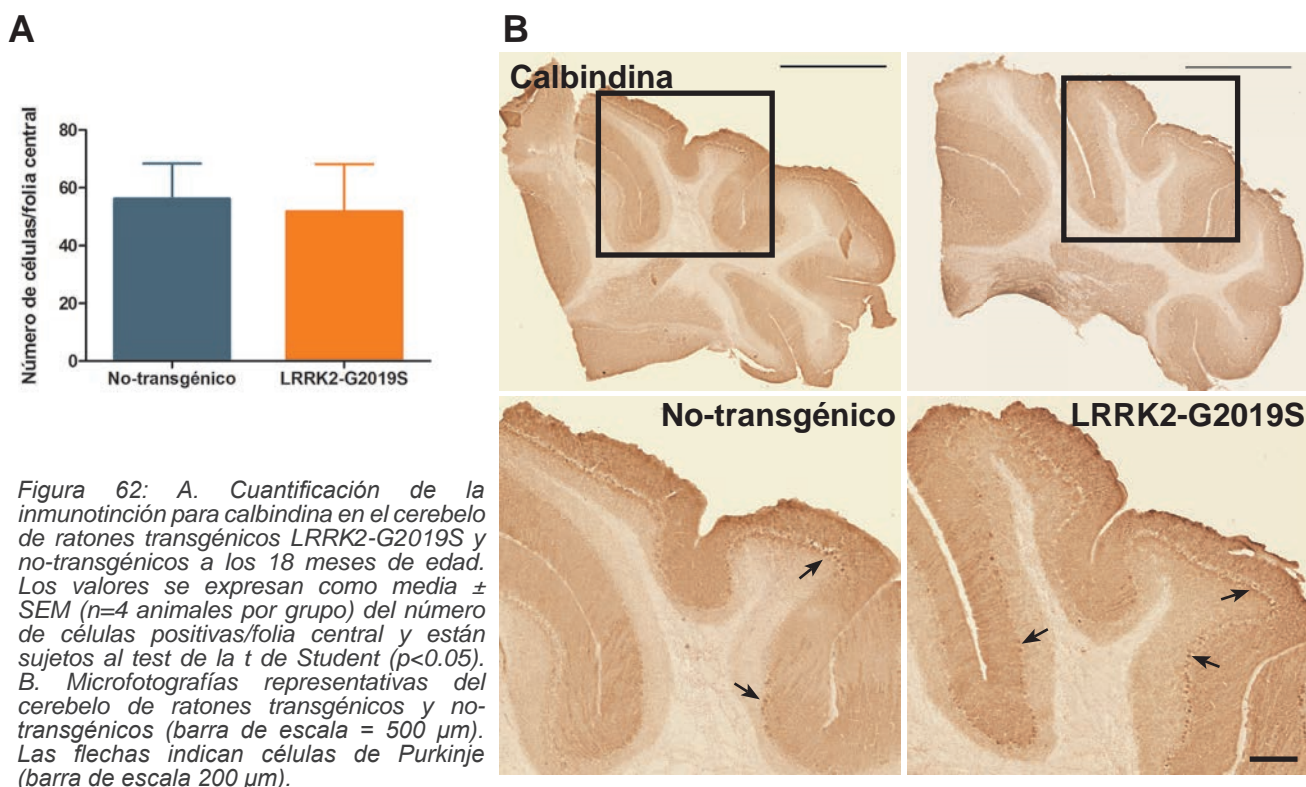 A
Número de células/folia central
80
60
40
20
0
No-transgénico
LRRK2-G2019S
Figura 62: A. Cuantificación de la
inmunotinción para calbindina en el cerebelo
de ratones transgénicos LRRK2-G2019S y
no-transgénicos a los 18 meses de edad.
Los valores se expresan como media ±
SEM (n=4 animales por grupo) del número
de células positivas/folia central y están
sujetos al test de la t de Student (p<0.05).
B. Microfotografías representativas del
cerebelo de ratones transgénicos y no-
transgénicos (barra de escala = 500 µm).
Las flechas indican células de Purkinje
(barra de escala 200 µm).
B
Calbindina
No-transgénico
LRRK2-G2019S